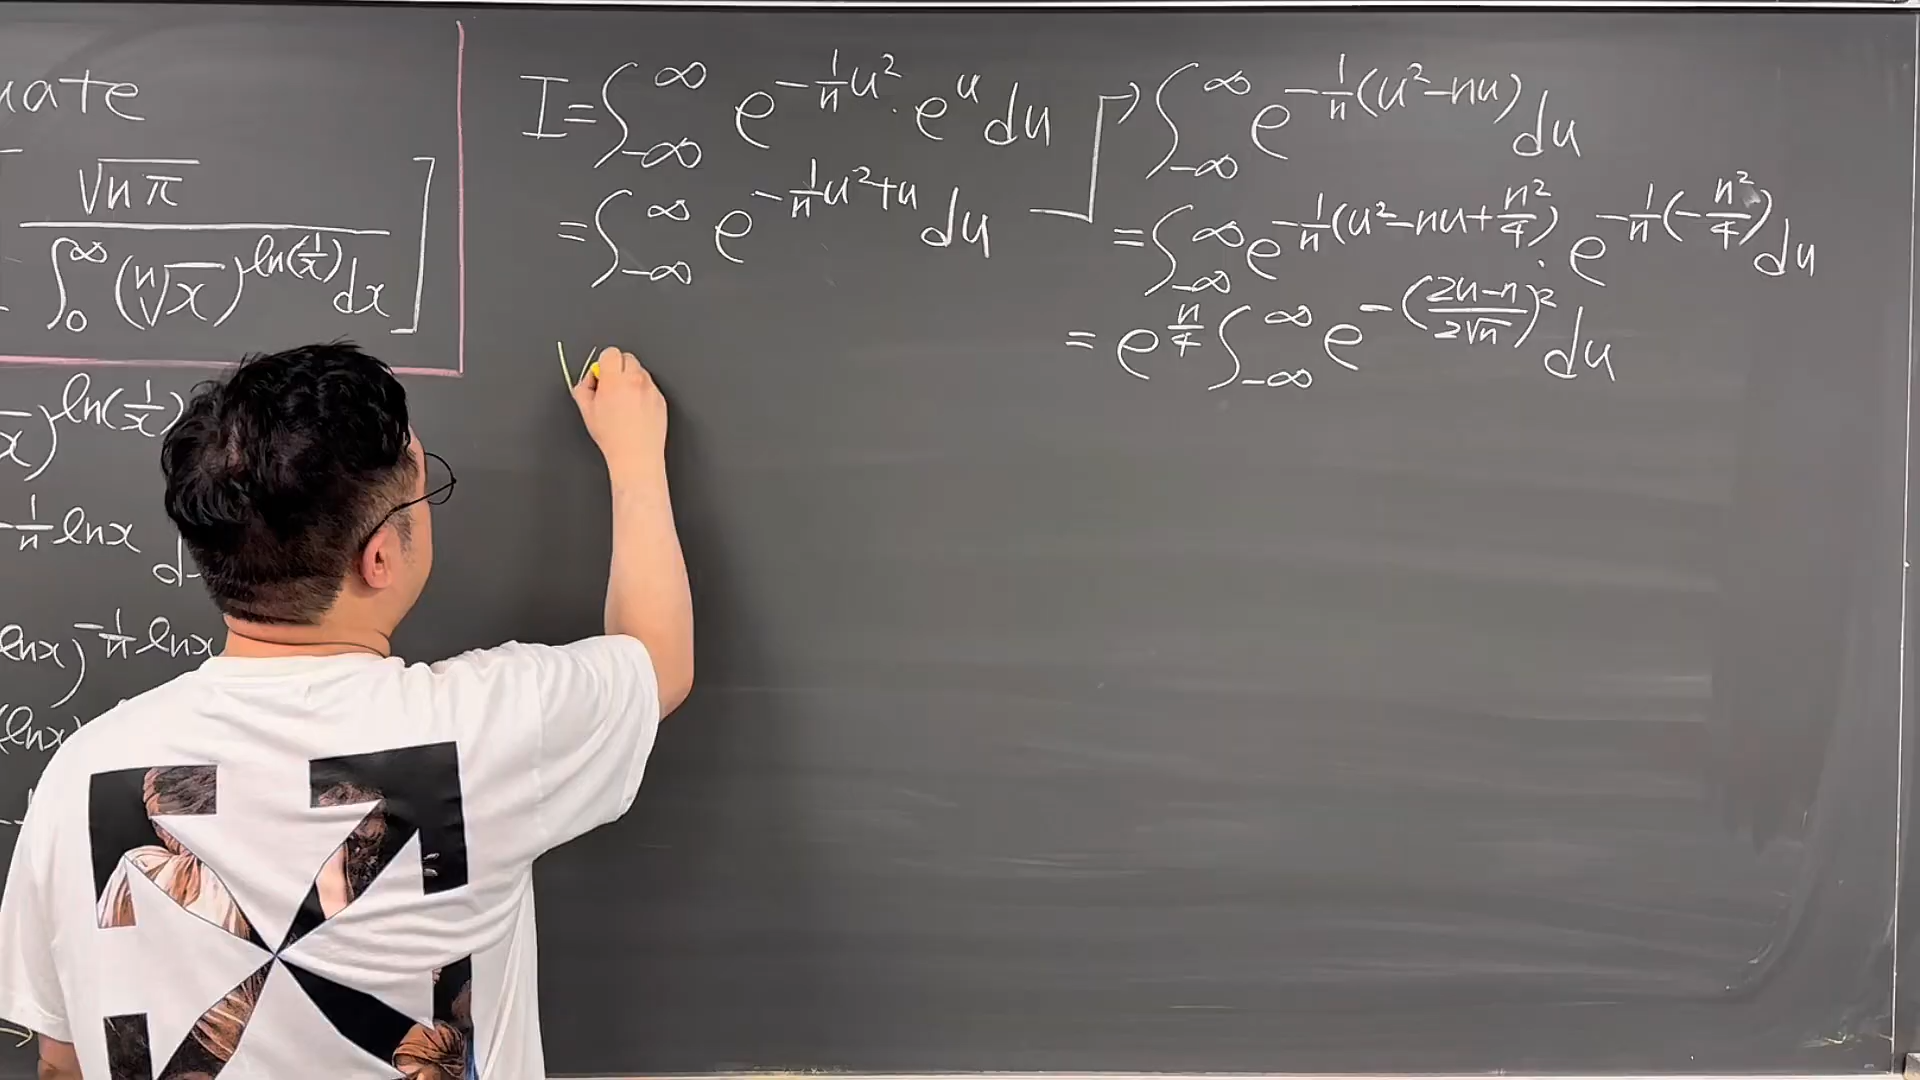 uate
√(nπ) / ∫_0^∞ (ⁿ√x)^{ln(1/x)} dx ]
x)^{ln(1/x)}
-1/n lnx d
lnx)^{-1/n lnx}
(lnx)
I = ∫_{-∞}^{∞} e^{-1/n u²} · e^u du
= ∫_{-∞}^{∞} e^{-1/n u² + u} du
∫_{-∞}^{∞} e^{-1/n (u² - nu)} du
= ∫_{-∞}^{∞} e^{-1/n (u² - nu + n²/4)} · e^{-1/n (-n²/4)} du
= e^{n/4} ∫_{-∞}^{∞} e^{-((2u-n)/(2√n))²} du